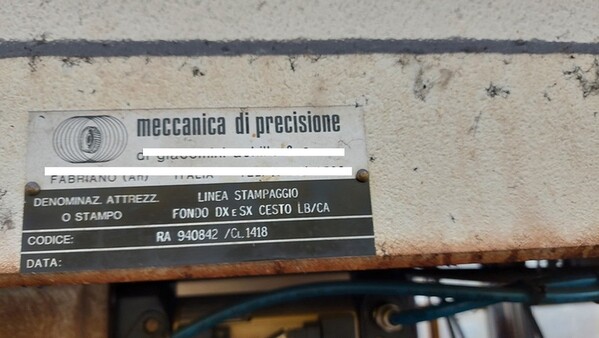 meccanica di precisione
di
FABRIANO (An) ITALIA
DENOMINAZ. ATTREZZ.
O STAMPO
LINEA STAMPAGGIO
FONDO DX E SX CESTO LB/CA
CODICE: RA 940842 /CL.1418
DATA: